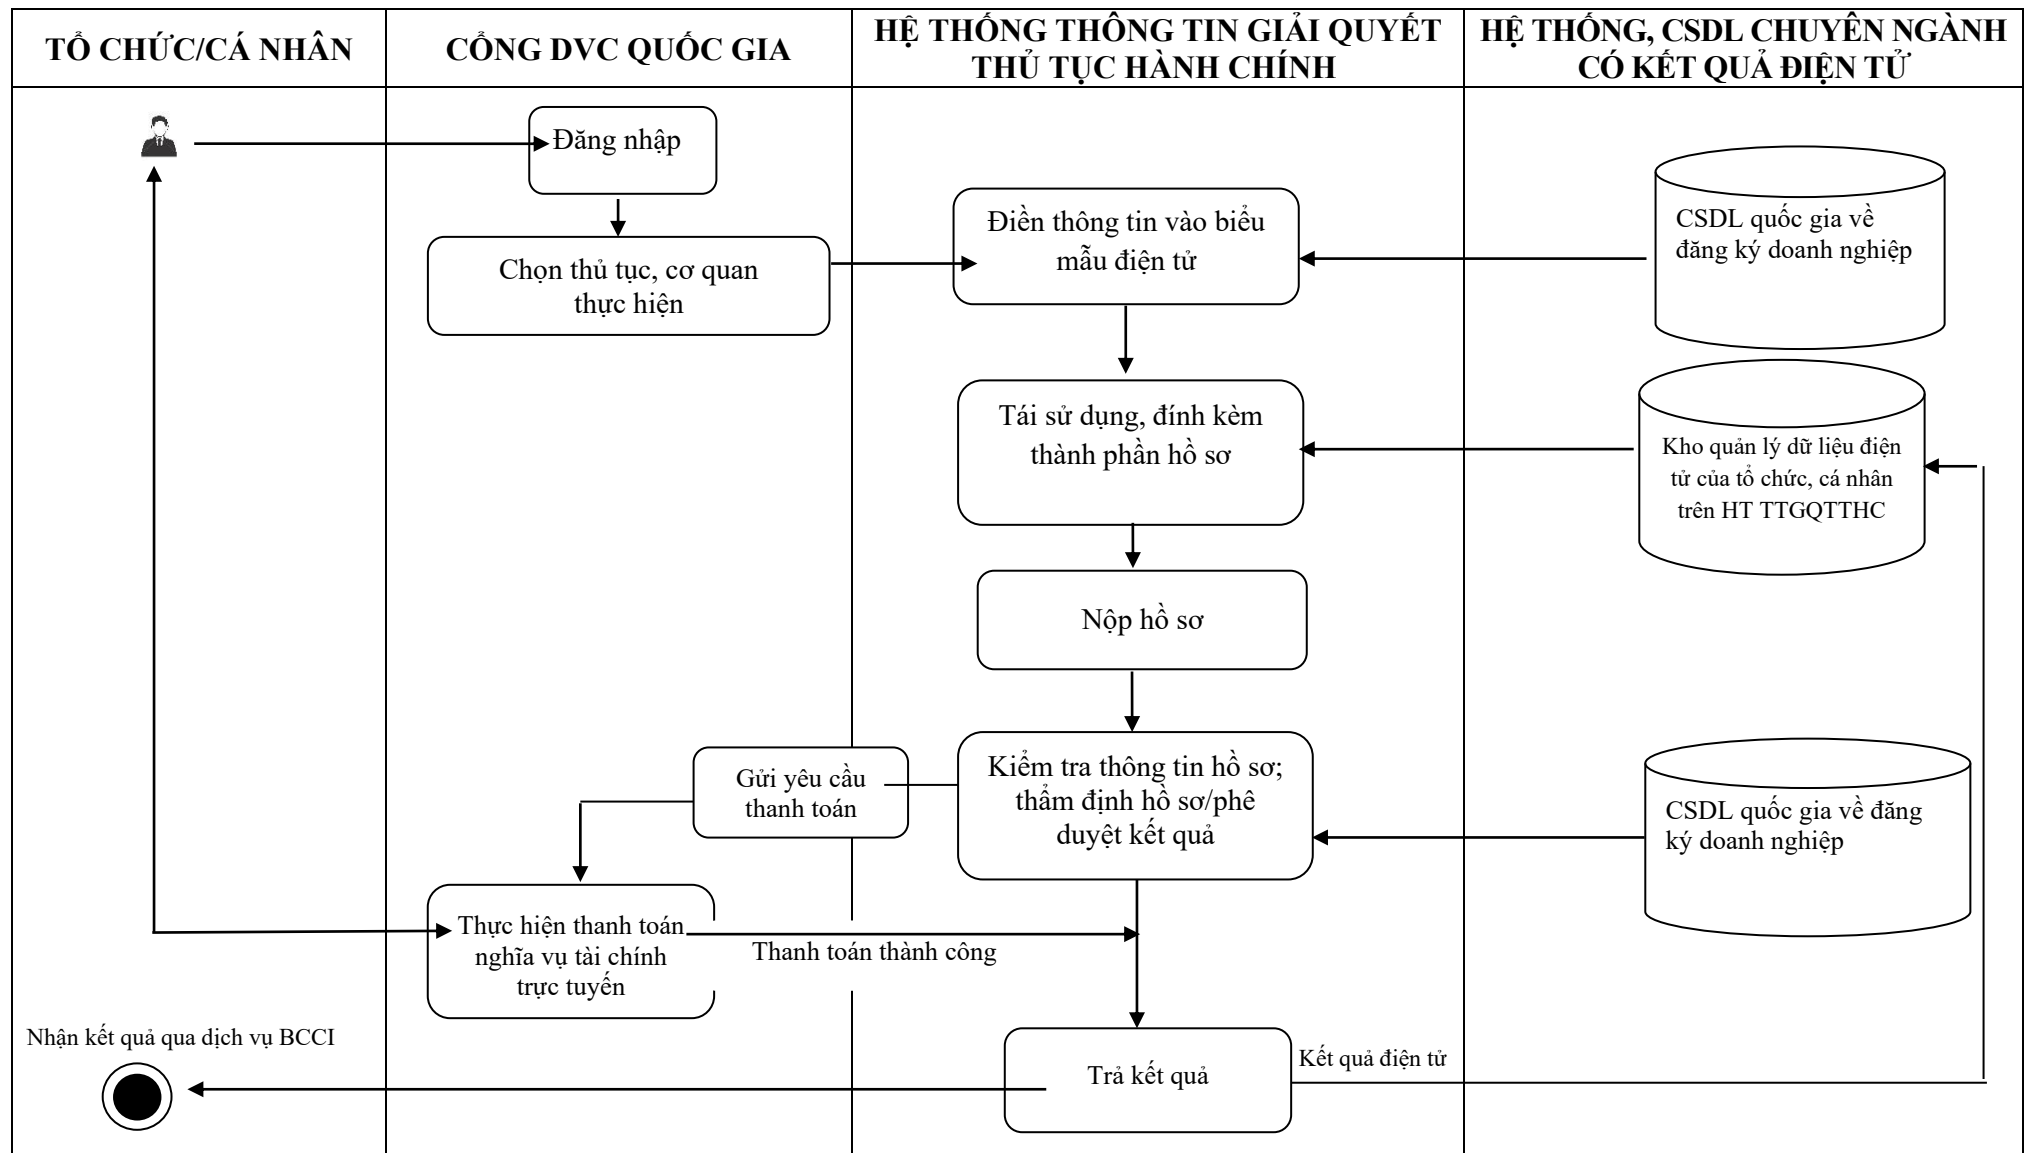 TỔ CHỨC/CÁ NHÂN
CỔNG DVC QUỐC GIA
HỆ THỐNG THÔNG TIN GIẢI QUYẾT
THỦ TỤC HÀNH CHÍNH
HỆ THỐNG, CSDL CHUYÊN NGÀNH
CÓ KẾT QUẢ ĐIỆN TỬ
Đăng nhập
Chọn thủ tục, cơ quan
thực hiện
Điền thông tin vào biểu
mẫu điện tử
CSDL quốc gia về
đăng ký doanh nghiệp
Tái sử dụng, đính kèm
thành phần hồ sơ
Kho quản lý dữ liệu điện
tử của tổ chức, cá nhân
trên HT TTGQTTHC
Nộp hồ sơ
Gửi yêu cầu
thanh toán
Kiểm tra thông tin hồ sơ;
thẩm định hồ sơ/phê
duyệt kết quả
CSDL quốc gia về đăng
ký doanh nghiệp
Thực hiện thanh toán
nghĩa vụ tài chính
trực tuyến
Thanh toán thành công
Nhận kết quả qua dịch vụ BCCI
Trả kết quả
Kết quả điện tử